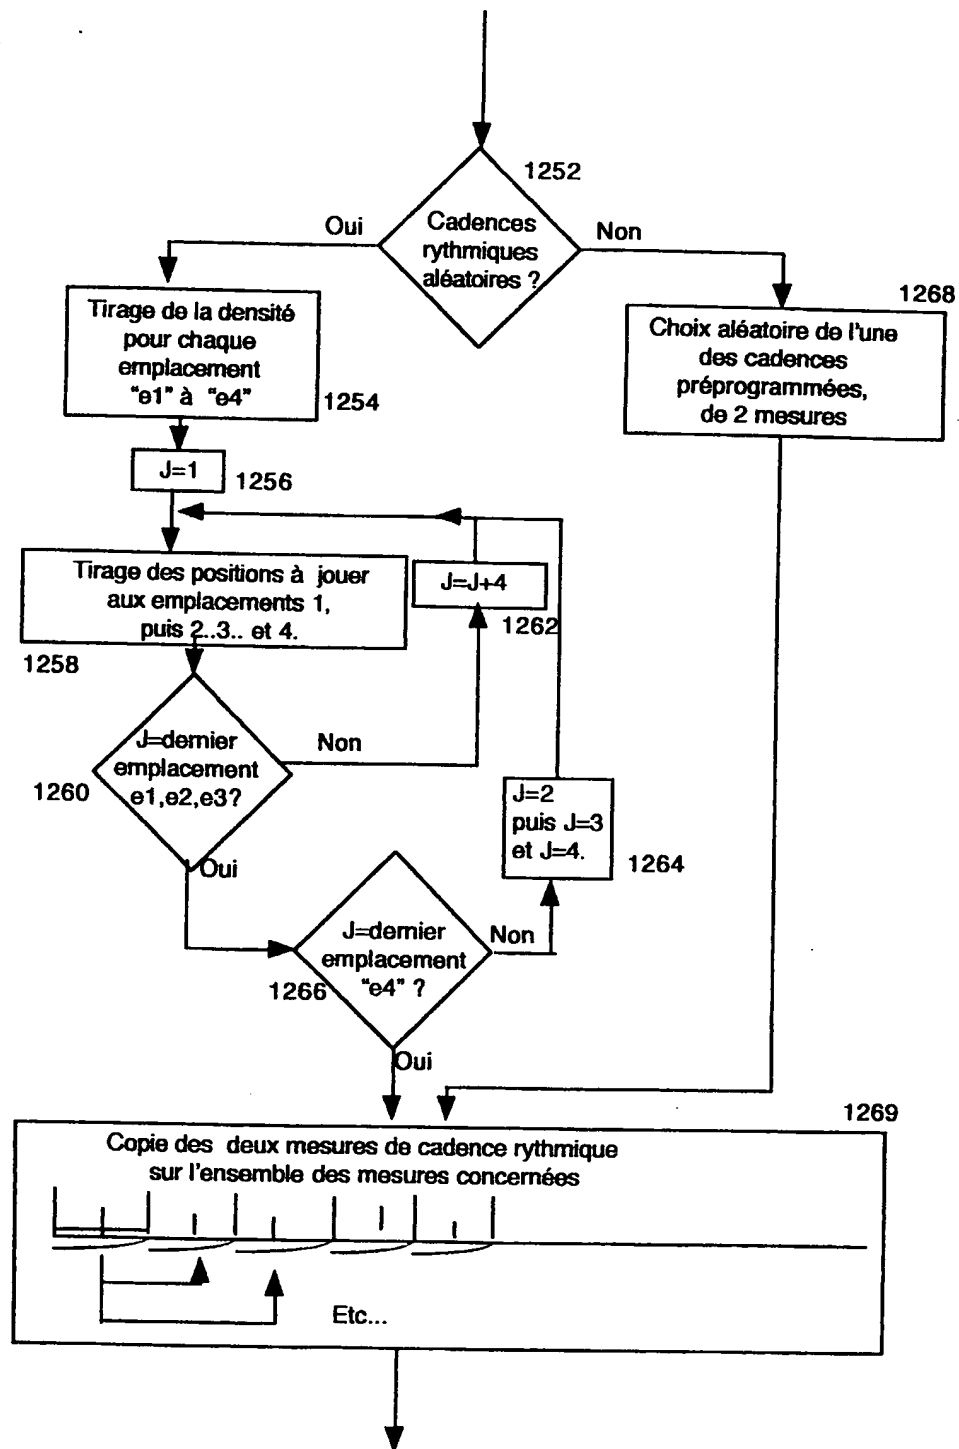 1252
Cadences
rythmiques
aléatoires ?
Oui
Non
Tirage de la densité
pour chaque
emplacement
"e1" à "e4"
1254
1268
Choix aléatoire de l'une
des cadences
préprogrammées,
de 2 mesures
J=1
1256
Tirage des positions à jouer
aux emplacements 1,
puis 2..3.. et 4.
1258
J=J+4
1262
J=dernier
emplacement
e1,e2,e3?
1260
Non
Oui
J=2
puis J=3
et J=4.
1264
J=dernier
emplacement
"e4" ?
1266
Non
Oui
1269
Copie des deux mesures de cadence rythmique
sur l'ensemble des mesures concernées
Etc...